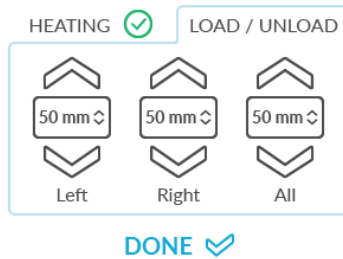 HEATING LOAD / UNLOAD
50 mm 50 mm 50 mm
Left Right All
DONE